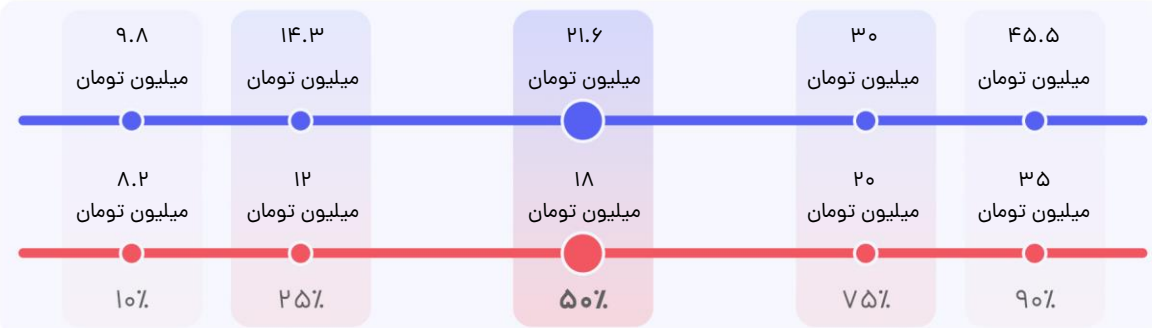 ۹.۸ ۱۴.۳ ۲۱.۶ ۳۰ ۴۵.۵
میلیون تومان میلیون تومان میلیون تومان میلیون تومان میلیون تومان
۸.۲ ۱۲ ۱۸ ۲۰ ۳۵
میلیون تومان میلیون تومان میلیون تومان میلیون تومان میلیون تومان
۱۰٪ ۲۵٪ ۵۰٪ ۷۵٪ ۹۰٪